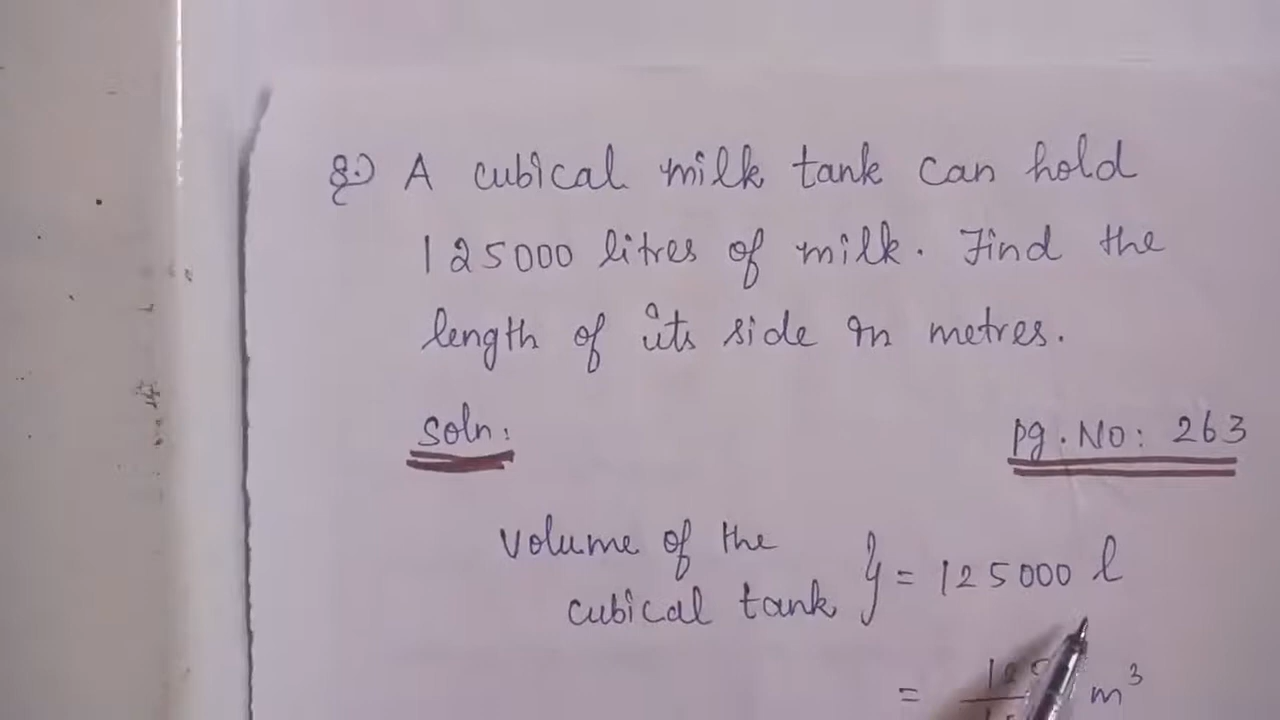 8.) A cubical milk tank can hold
125000 litres of milk. Find the
length of its side in metres.
Soln:
Pg. No: 263
Volume of the
cubical tank } = 125000 l
= m³